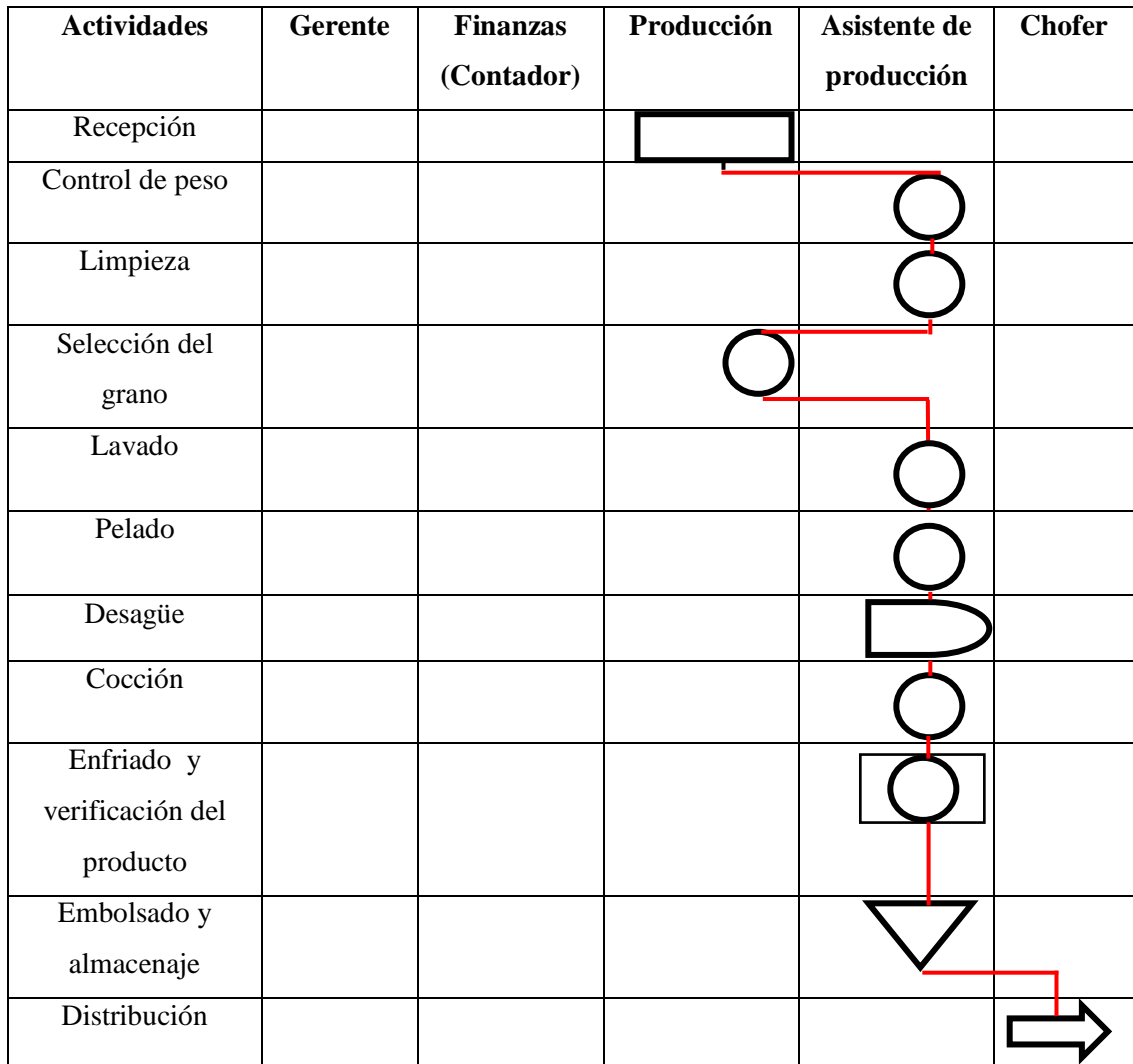 Actividades Gerente Finanzas Producción Asistente de Chofer
(Contador) producción
Recepción
Control de peso
Limpieza
Selección del
grano
Lavado
Pelado
Desagüe
Cocción
Enfriado y
verificación del
producto
Embolsado y
almacenaje
Distribución